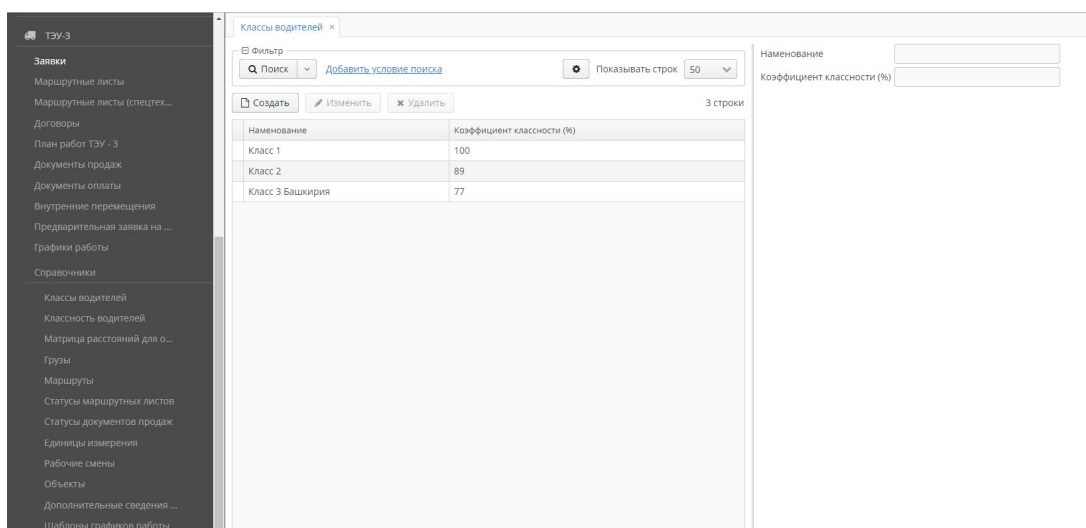 ТЭУ-3
Заявки
Маршрутные листы
Маршрутные листы (спецтех...
Договоры
План работ ТЭУ - 3
Документы продаж
Документы оплаты
Внутренние перемещения
Предварительная заявка на ...
Графики работы
Справочники
Классы водителей
Классность водителей
Матрица расстояний для о...
Грузы
Маршруты
Статусы маршрутных листов
Статусы документов продаж
Единицы измерения
Рабочие смены
Объекты
Дополнительные сведения ...
Шаблоны графиков работы
Классы водителей ×
Фильтр
Поиск Добавить условие поиска Показывать строк 50
Создать Изменить Удалить 3 строки
Наменование Коэффициент классности (%)
Класс 1 100
Класс 2 89
Класс 3 Башкирия 77
Наменование
Коэффициент классности (%)